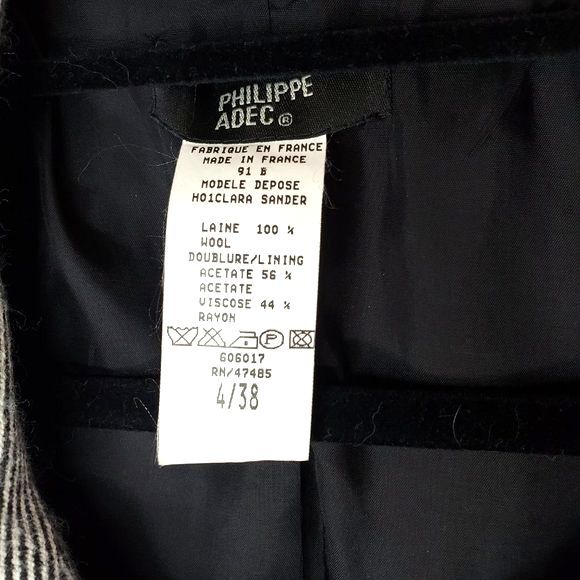 PHILIPPE
ADEC®
FABRIQUE EN FRANCE
MADE IN FRANCE
91 B
MODELE DEPOSE
HO1CLARA SANDER
LAINE 100 %
WOOL
DOUBLURE/LINING
ACETATE 56 %
ACETATE
VISCOSE 44 %
RAYON
P
606017
RN/47485
4/38